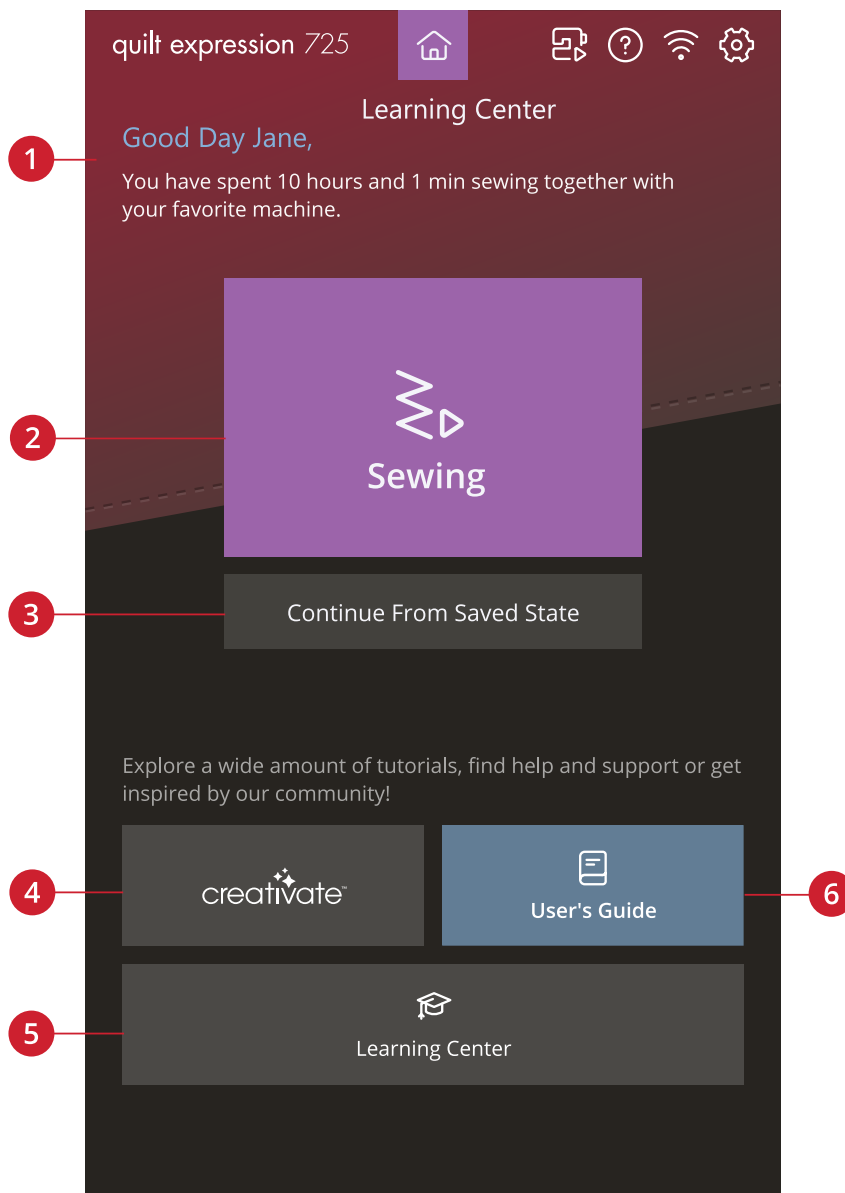 quilt expression 725
Learning Center
Good Day Jane,
1
You have spent 10 hours and 1 min sewing together with
your favorite machine.
2
Sewing
3
Continue From Saved State
Explore a wide amount of tutorials, find help and support or get
inspired by our community!
4
creativate™
User's Guide
6
5
Learning Center